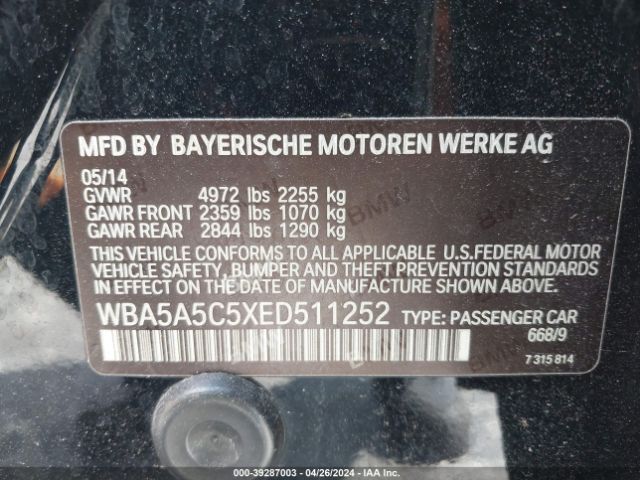 MFD BY BAYERISCHE MOTOREN WERKE AG
05/14
GVWR 4972 lbs 2255 kg
GAWR FRONT 2359 lbs 1070 kg
GAWR REAR 2844 lbs 1290 kg
THIS VEHICLE CONFORMS TO ALL APPLICABLE U.S.FEDERAL MOTOR
VEHICLE SAFETY, BUMPER AND THEFT PREVENTION STANDARDS
IN EFFECT ON THE DATE OF MANUFACTURE SHOWN ABOVE.
WBA5A5C5XED511252 TYPE: PASSENGER CAR
668/9
7 315 814
000-39287003 - 04/26/2024 - IAA Inc.